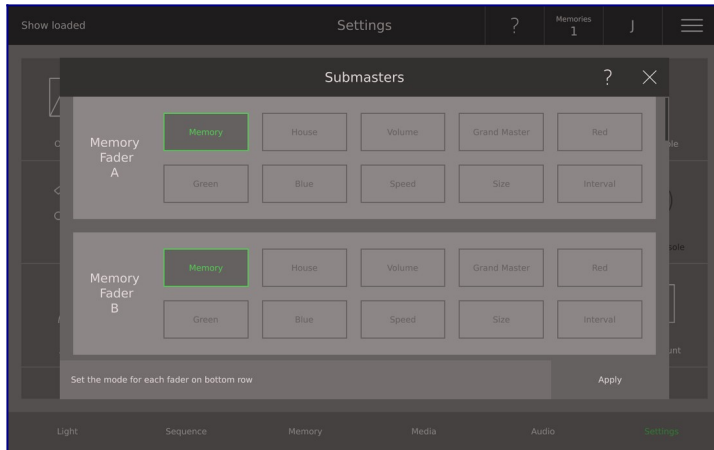 Show loaded
Settings
?
Memories
1
J
Submasters
?
Memory
Fader
A
Memory
House
Volume
Grand Master
Red
Green
Blue
Speed
Size
Interval
Memory
Fader
B
Memory
House
Volume
Grand Master
Red
Green
Blue
Speed
Size
Interval
Set the mode for each fader on bottom row
Apply
Light
Sequence
Memory
Media
Audio
Settings